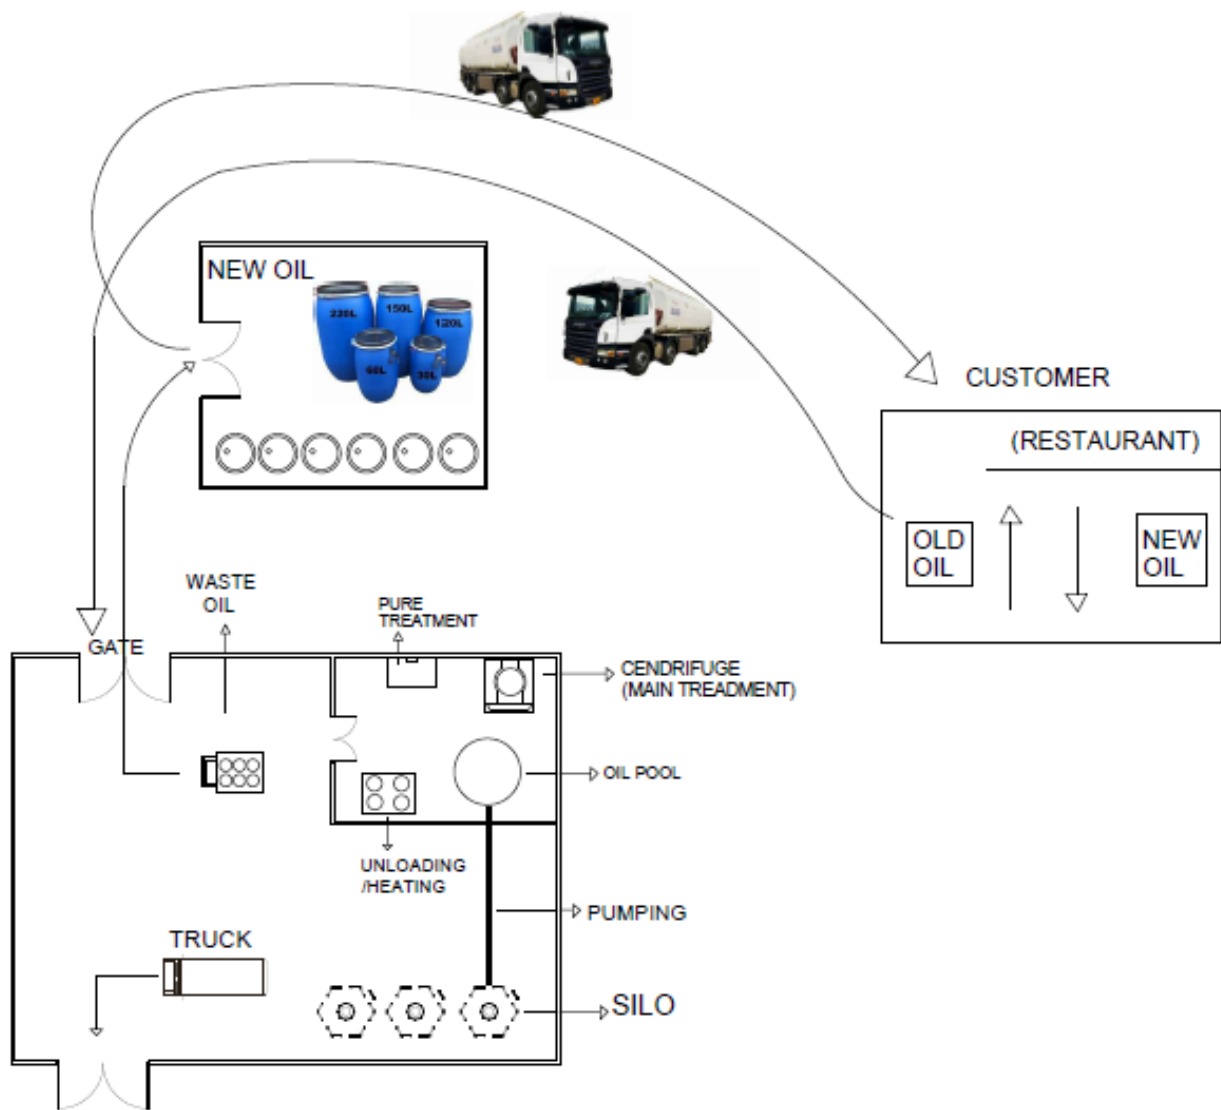 NEW OIL
220L
150L
120L
60L
30L
CUSTOMER
(RESTAURANT)
OLD
OIL
NEW
OIL
WASTE
OIL
PURE
TREATMENT
GATE
CENDRIFUGE
(MAIN TREADMENT)
OIL POOL
UNLOADING
/HEATING
PUMPING
TRUCK
SILO